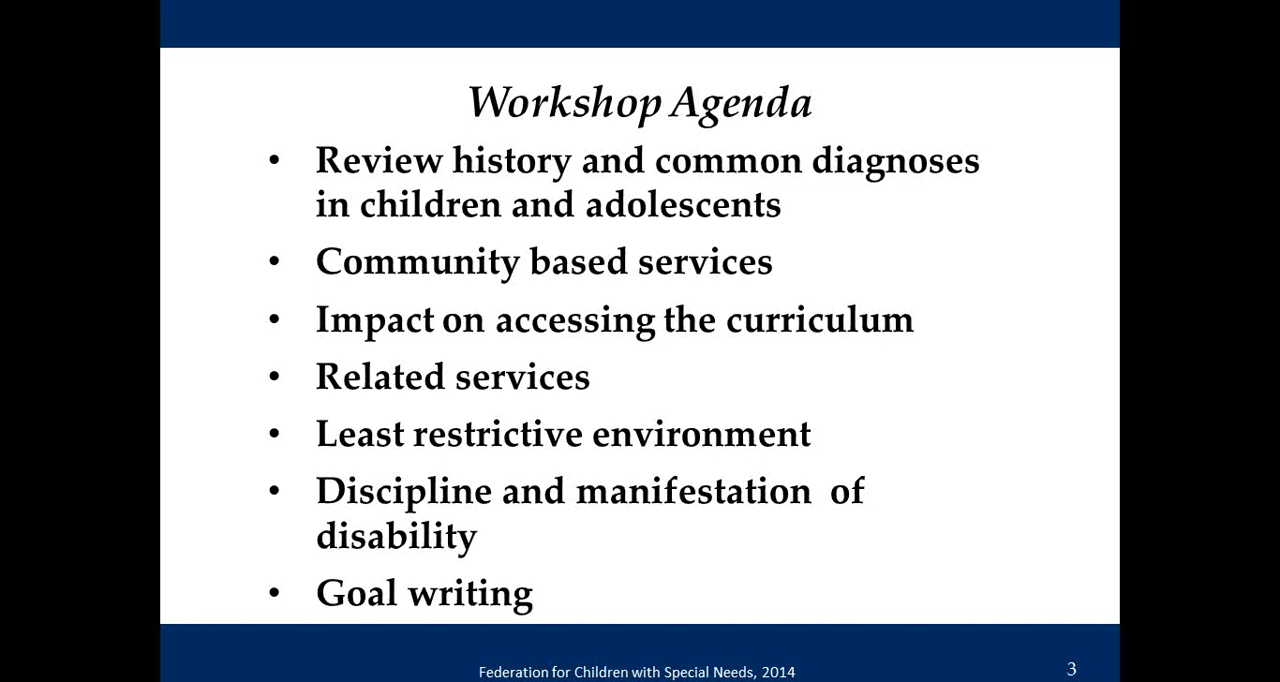 Workshop Agenda
• Review history and common diagnoses
in children and adolescents
• Community based services
• Impact on accessing the curriculum
• Related services
• Least restrictive environment
• Discipline and manifestation  of
disability
• Goal writing
Federation for Children with Special Needs, 2014
3